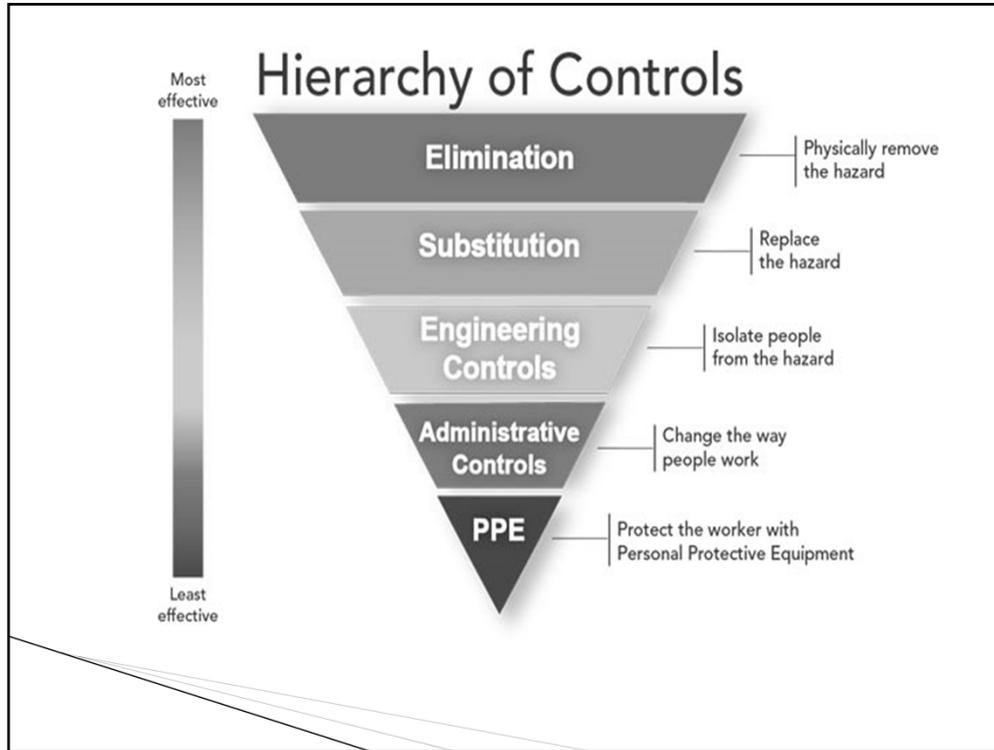 Hierarchy of Controls
Most
effective
Elimination
Physically remove
the hazard
Substitution
Replace
the hazard
Engineering
Controls
Isolate people
from the hazard
Administrative
Controls
Change the way
people work
PPE
Protect the worker with
Personal Protective Equipment
Least
effective